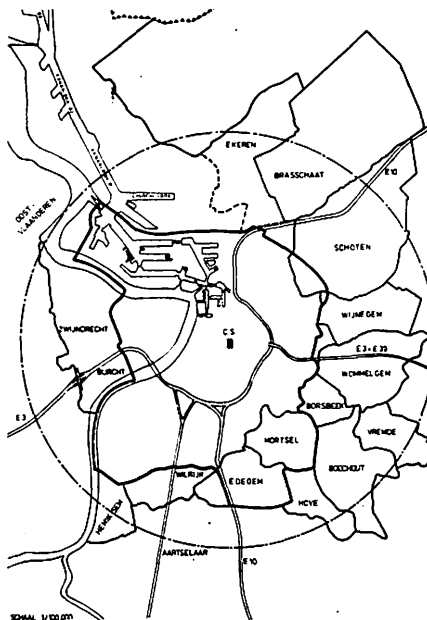 EKEREN
BRASSCHAAT
E10
OOST-
VLAANDEREN
SCHOTEN
WIJNEGEM
ZWIJNDRECHT
C S
E3-E39
WOMMELGEM
BURCHT
BORSBEEK
E3
VREMDE
MORTSEL
BOECHOUT
WILRIJK
EDEGEM
HOVE
HEMIKSEM
AARTSELAAR
E10
SCHAAL 1/100.000